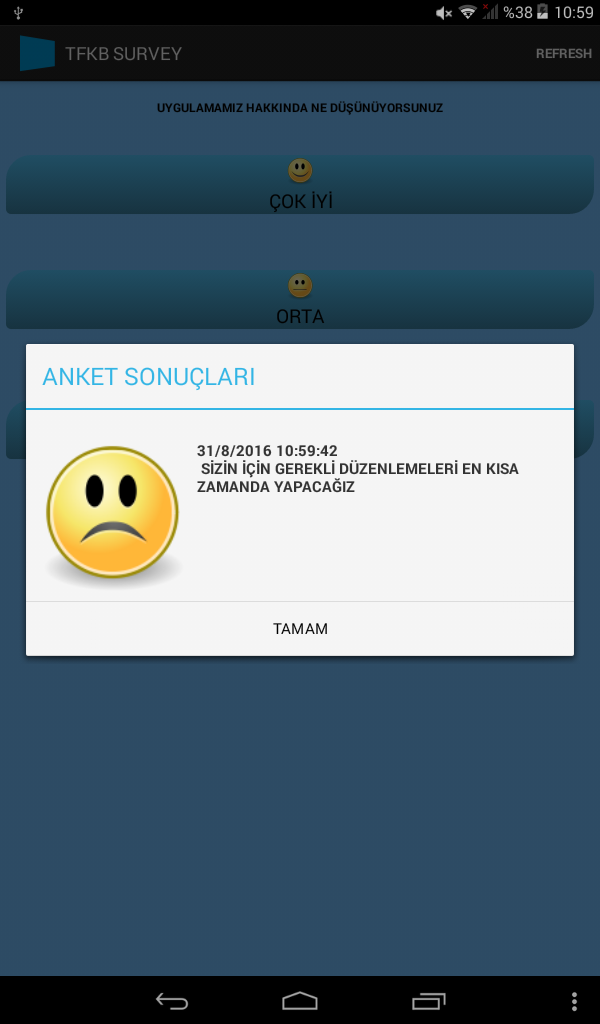 %38 10:59
TFKB SURVEY
REFRESH
UYGULAMAMIZ HAKKINDA NE DÜŞÜNÜYORSUNUZ
ÇOK İYİ
ORTA
ANKET SONUÇLARI
31/8/2016 10:59:42
SİZİN İÇİN GEREKLİ DÜZENLEMELERİ EN KISA
ZAMANDA YAPACAĞIZ
TAMAM